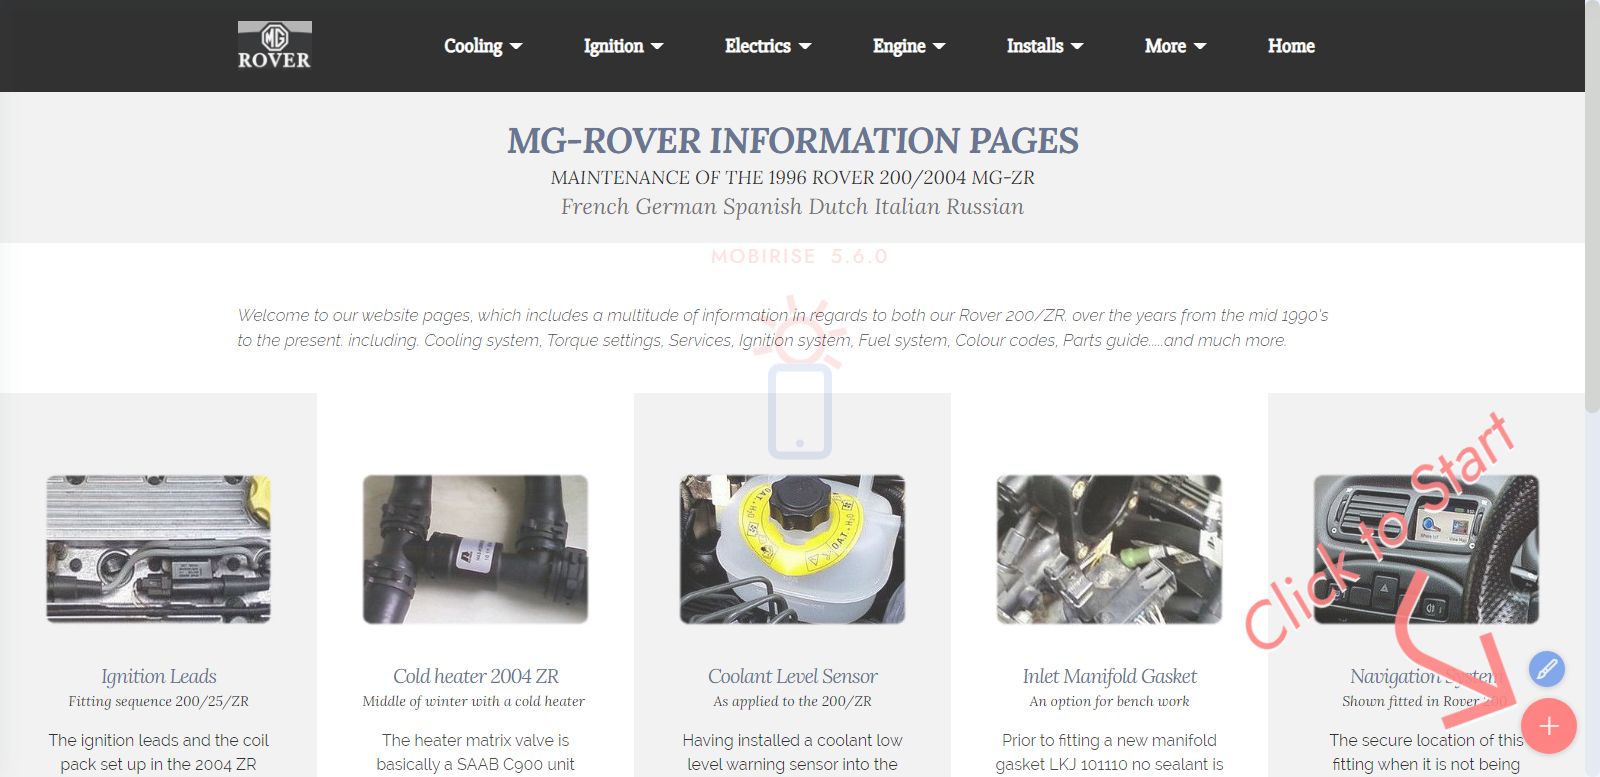 MG
ROVER
Cooling Ignition Electrics Engine Installs More Home
MG-ROVER INFORMATION PAGES
MAINTENANCE OF THE 1996 ROVER 200/2004 MG-ZR
French German Spanish Dutch Italian Russian
MOBIRISE 5.6.0
Welcome to our website pages, which includes a multitude of information in regards to both our Rover 200/ZR. over the years from the mid 1990's
to the present. including. Cooling system, Torque settings, Services, Ignition system, Fuel system, Colour codes, Parts guide.....and much more.
Click to Start
Ignition Leads
Fitting sequence 200/25/ZR
The ignition leads and the coil
pack set up in the 2004 ZR
Cold heater 2004 ZR
Middle of winter with a cold heater
The heater matrix valve is
basically a SAAB C900 unit
OAT + H₂O
OAT + H₂O
Coolant Level Sensor
As applied to the 200/ZR
Having installed a coolant low
level warning sensor into the
Inlet Manifold Gasket
An option for bench work
Prior to fitting a new manifold
gasket LKJ 101110 no sealant is
Navigation System
Shown fitted in Rover 200
The secure location of this
fitting when it is not being